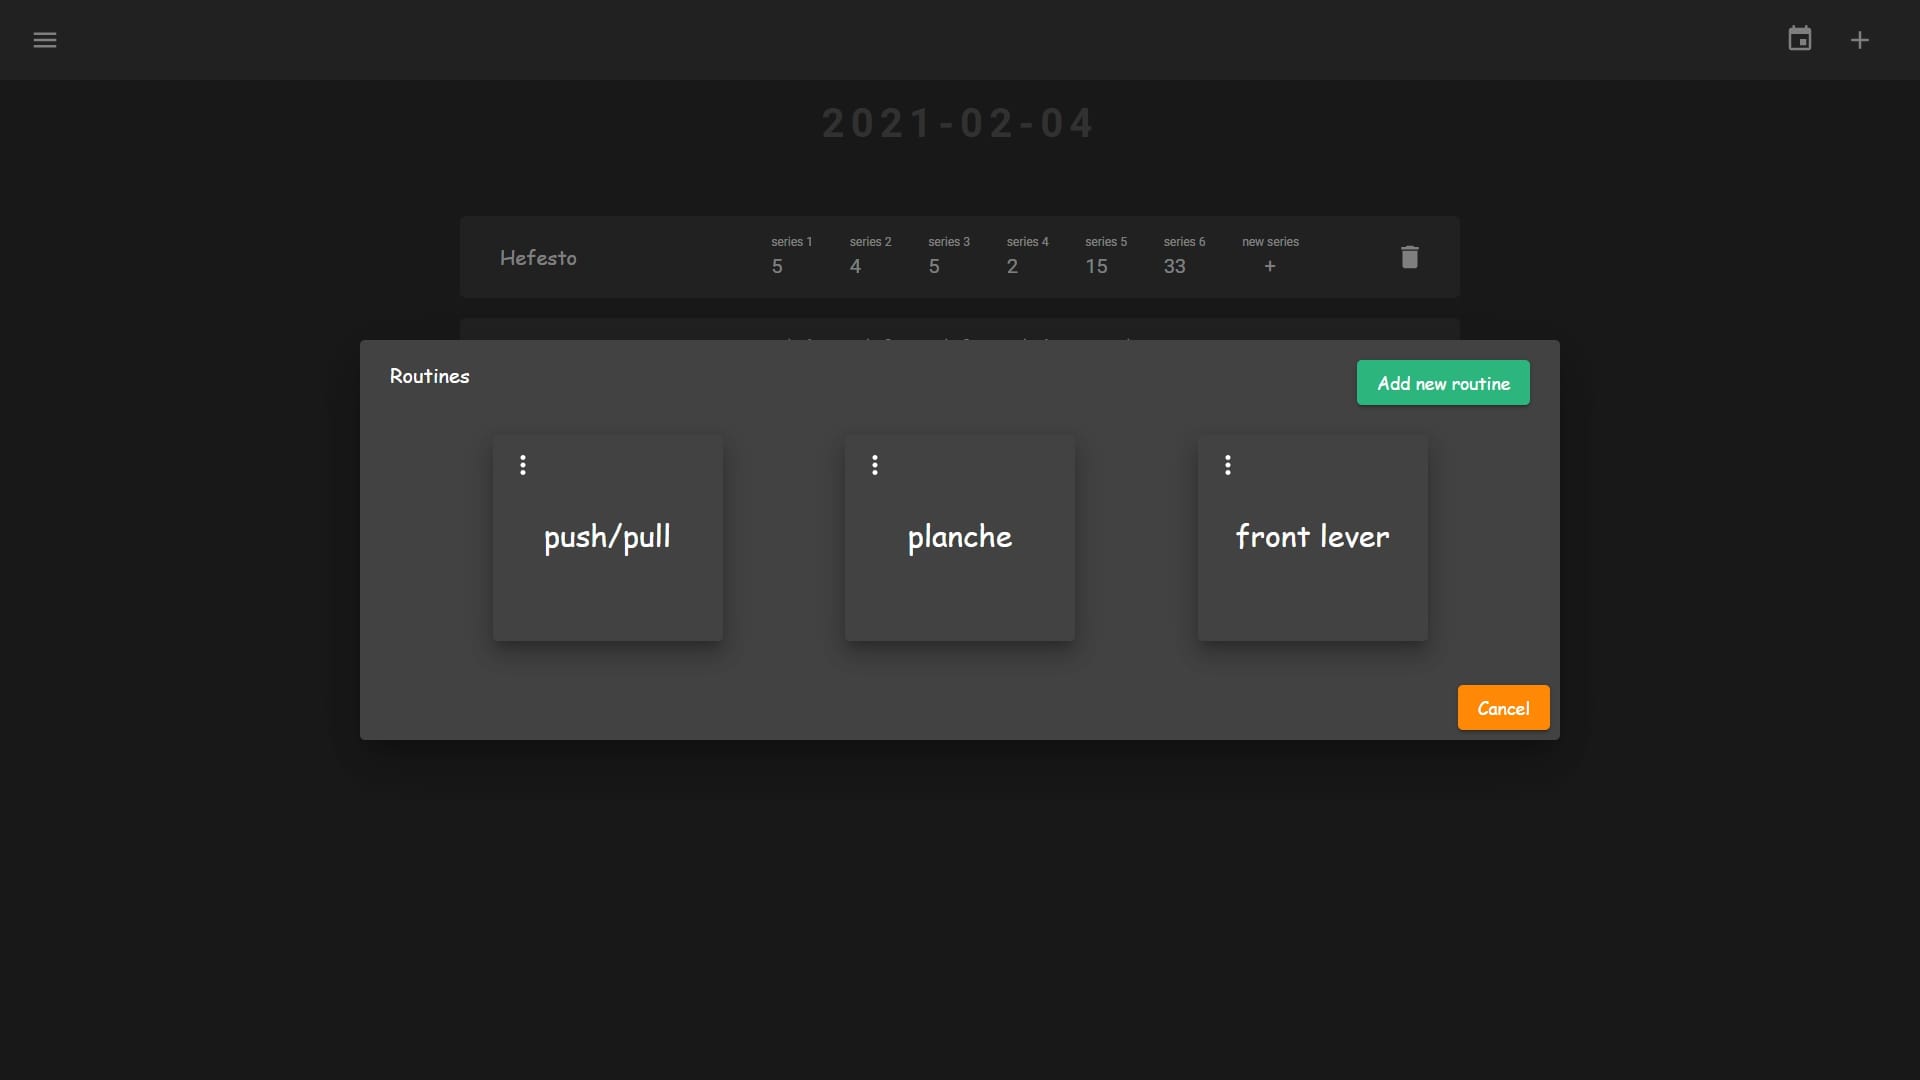 2021-02-04
series 1 series 2 series 3 series 4 series 5 series 6 new series
Hefesto
5 4 5 2 15 33 +
Routines
Add new routine
push/pull planche front lever
Cancel